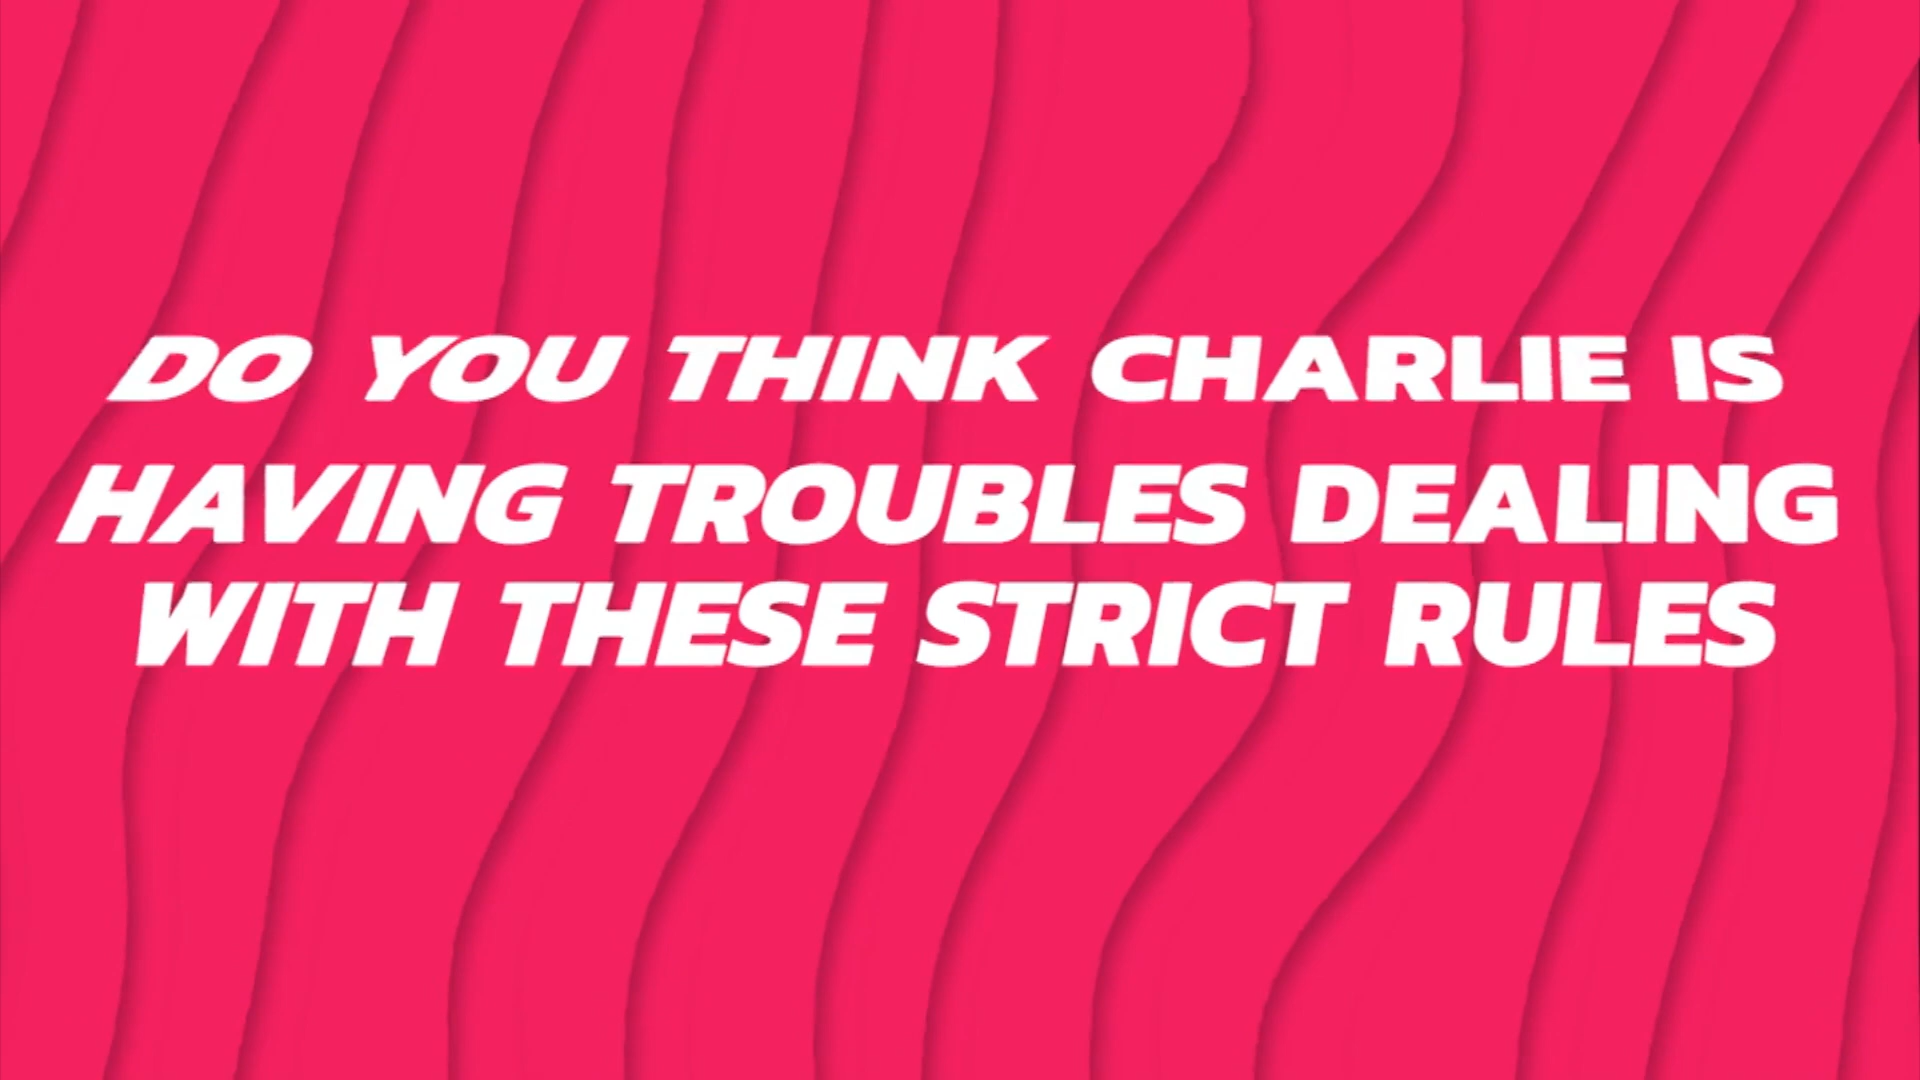 DO YOU THINK CHARLIE IS
HAVING TROUBLES DEALING
WITH THESE STRICT RULES